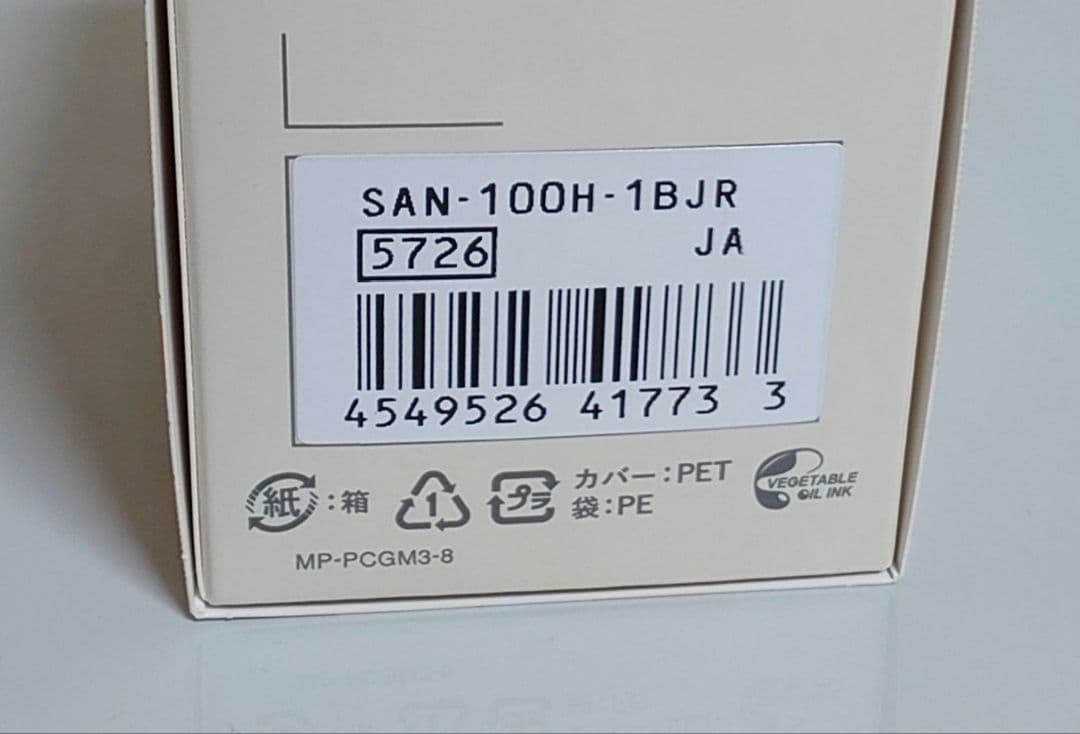 SAN-100H-1BJR
5726 JA
4549526 41773 3
紙:箱 1 プラ カバー:PET
袋:PE
VEGETABLE
OIL INK
MP-PCGM3-8